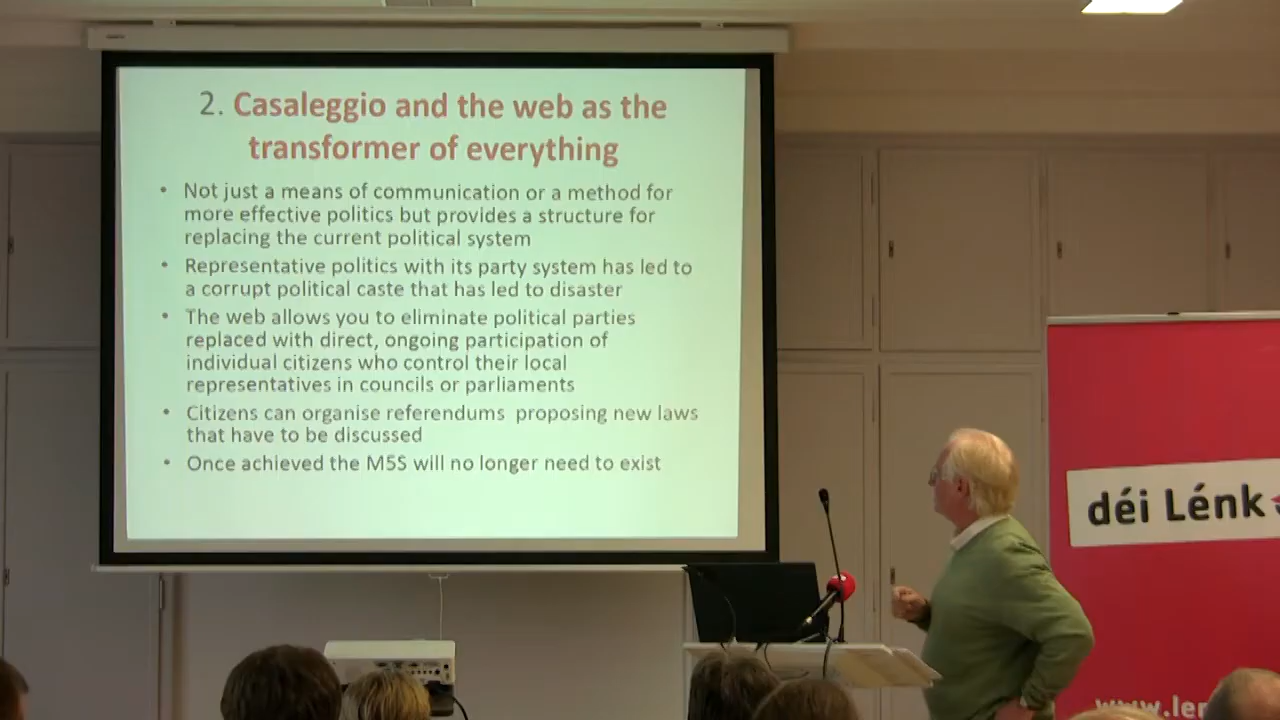 2. Casaleggio and the web as the
transformer of everything
• Not just a means of communication or a method for
more effective politics but provides a structure for
replacing the current political system
• Representative politics with its party system has led to
a corrupt political caste that has led to disaster
• The web allows you to eliminate political parties
replaced with direct, ongoing participation of
individual citizens who control their local
representatives in councils or parliaments
• Citizens can organise referendums proposing new laws
that have to be discussed
• Once achieved the M5S will no longer need to exist
déi Lénk
www.len